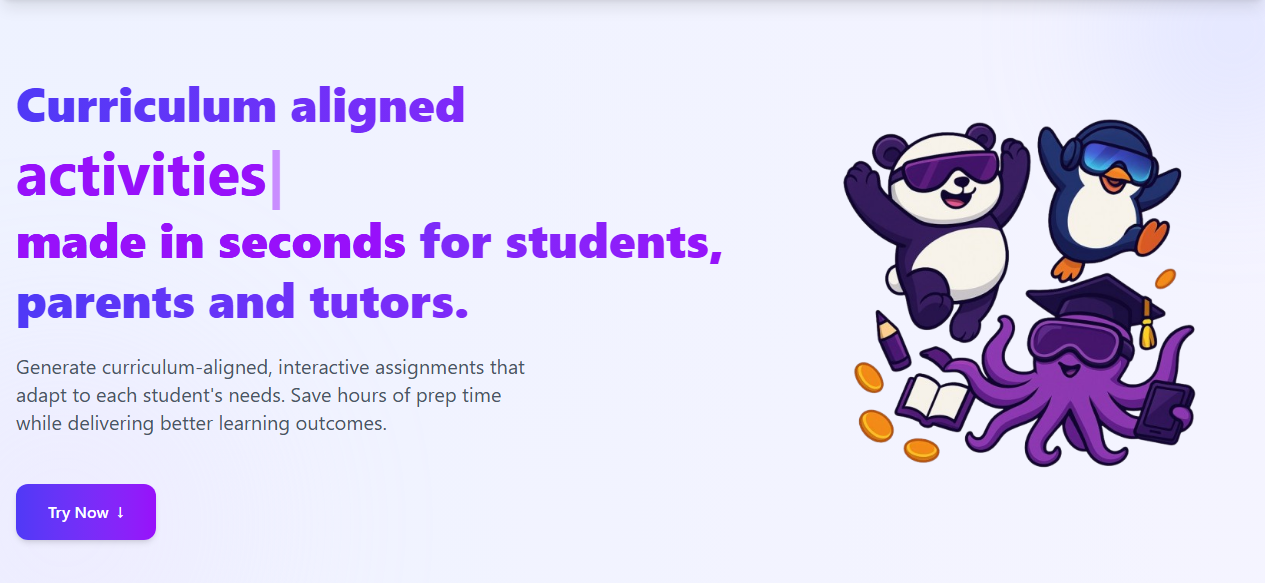 Curriculum aligned
activities|
made in seconds for students,
parents and tutors.
Generate curriculum-aligned, interactive assignments that
adapt to each student's needs. Save hours of prep time
while delivering better learning outcomes.
Try Now ↓